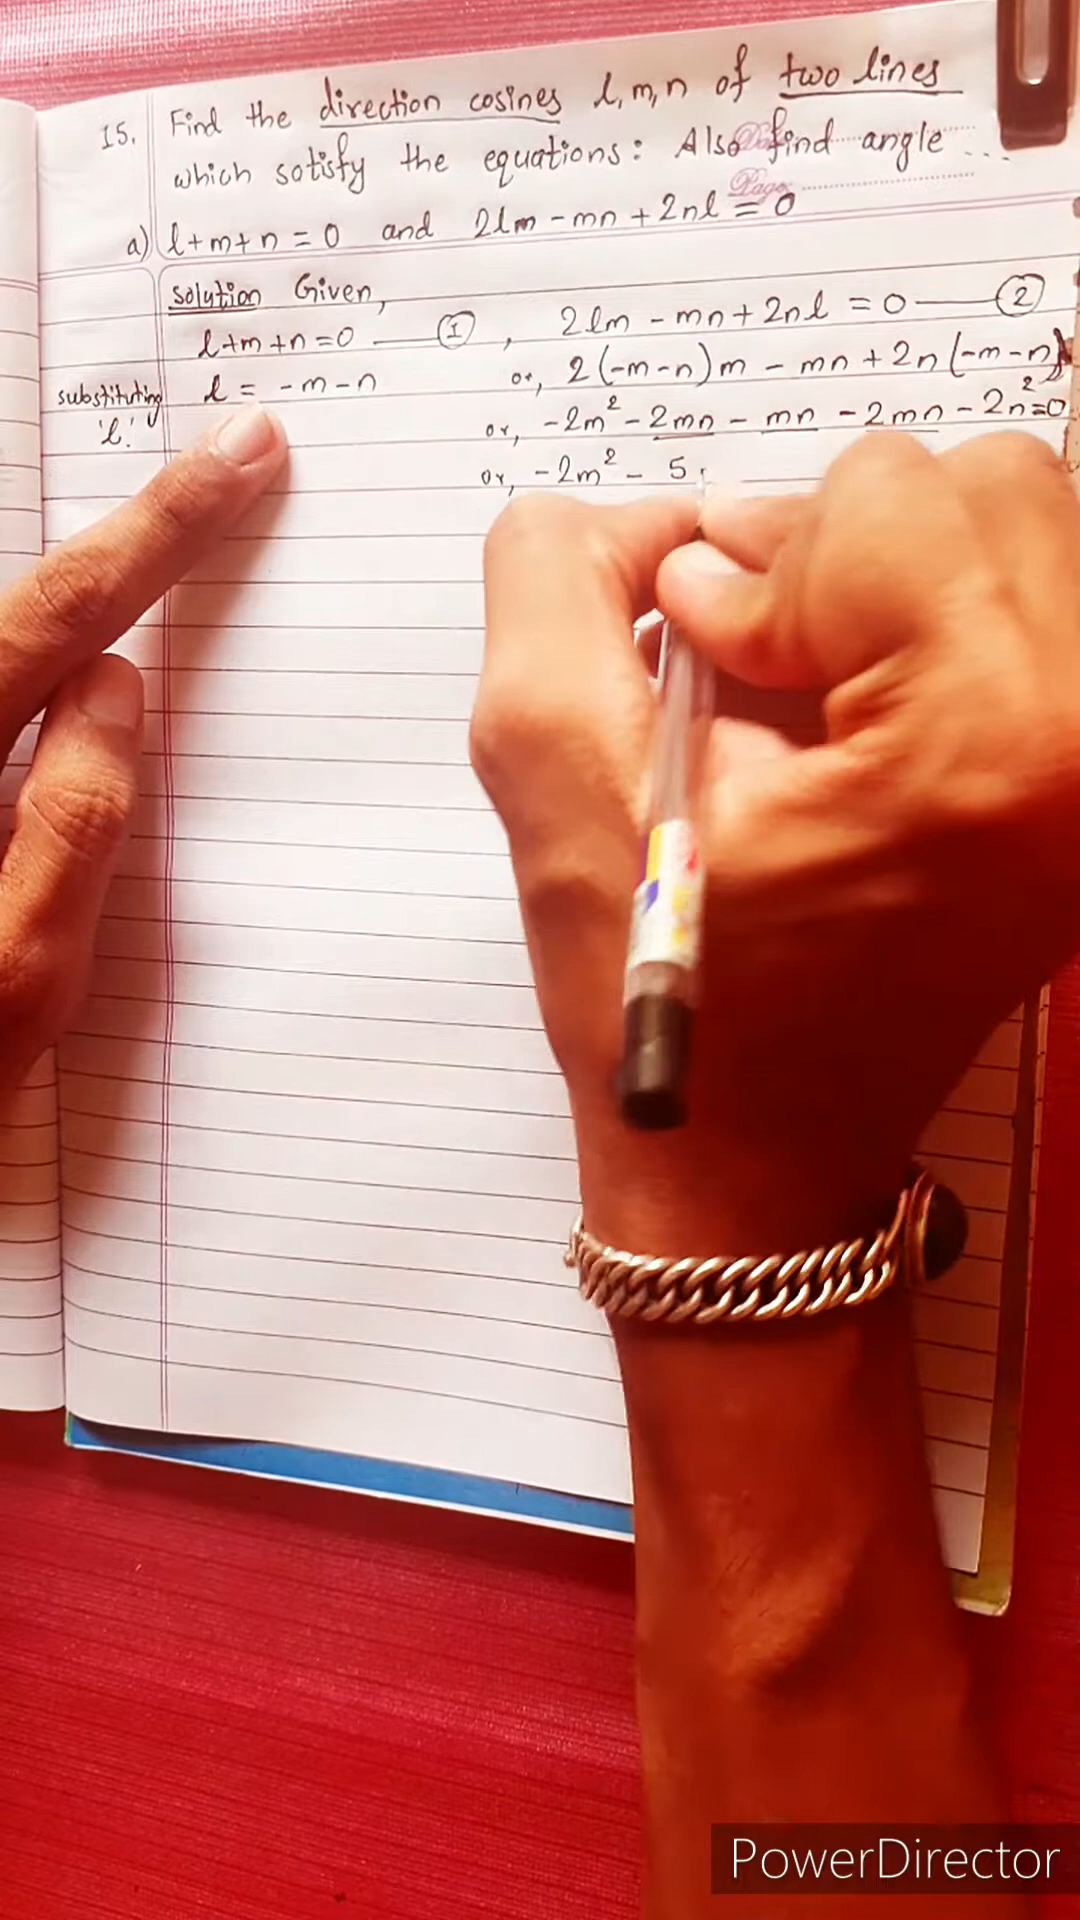 15. Find the direction cosines l, m, n of two lines
which satisfy the equations: Also find angle ...
Page
a) l+m+n = 0 and 2lm - mn + 2nl = 0
Solution Given,
l+m+n=0 ——— ① , 2lm - mn + 2nl = 0 ——— ②
substituting l = -m-n or, 2(-m-n)m - mn + 2n(-m-n)
'l'. or, -2m² - 2mn - mn - 2mn - 2n²=0
or, -2m² - 5
PowerDirector